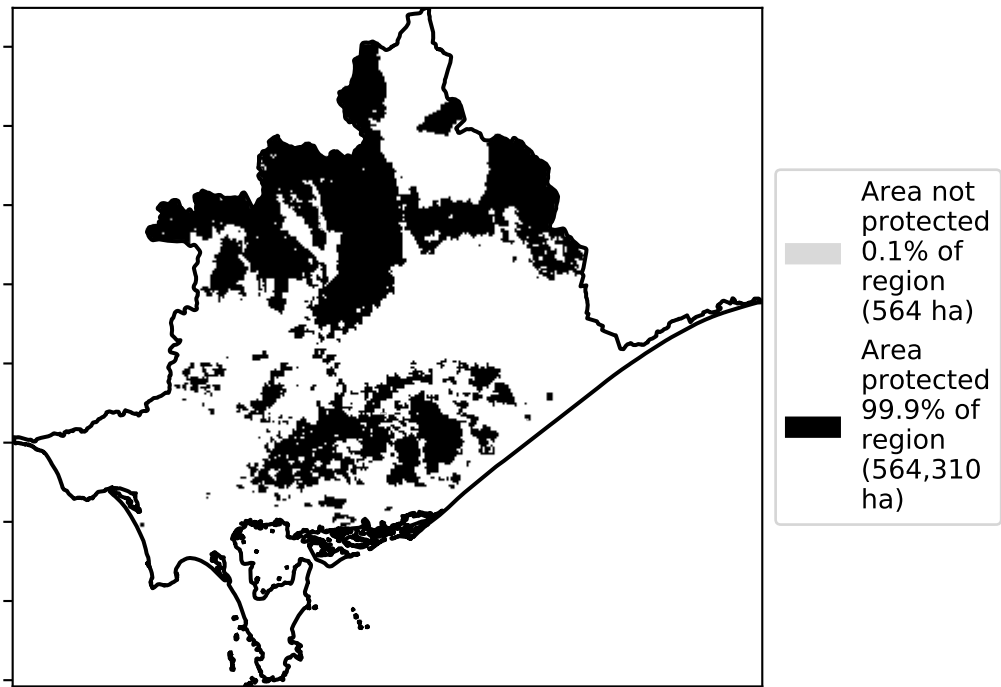 Area not
protected
0.1% of
region
(564 ha)
Area
protected
99.9% of
region
(564,310
ha)